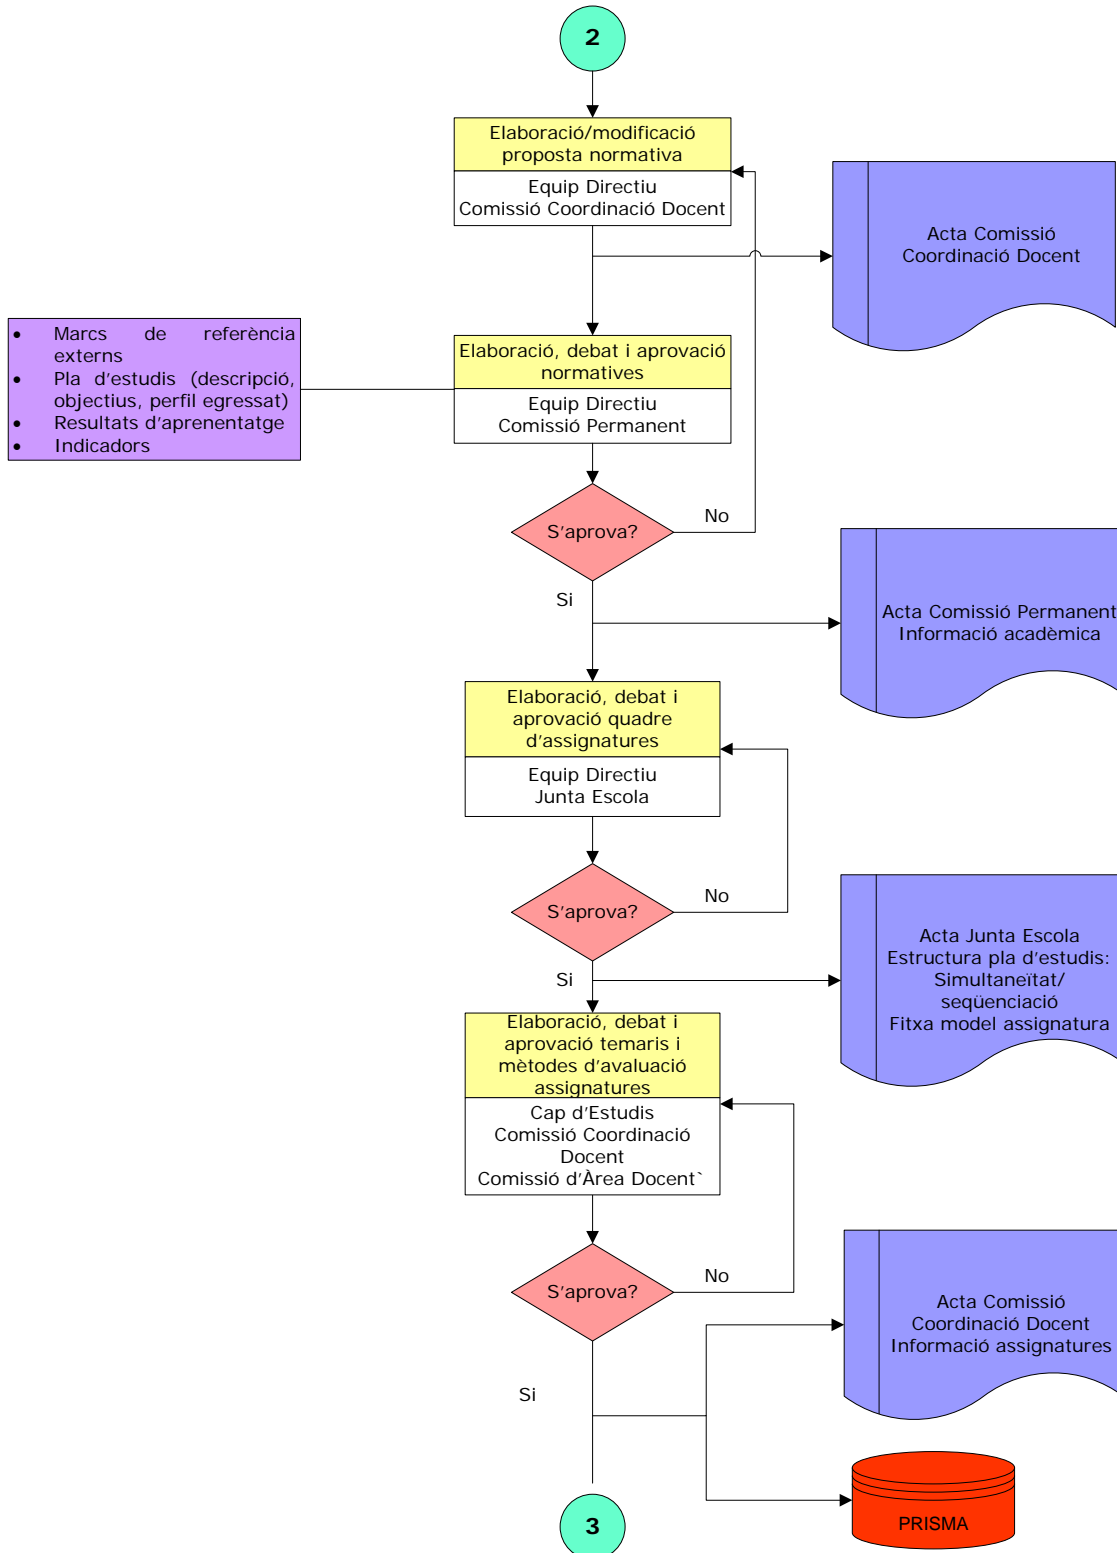 2
Elaboració/modificació
proposta normativa
Equip Directiu
Comissió Coordinació Docent
Acta Comissió
Coordinació Docent
• Marcs de referència
externs
• Pla d'estudis (descripció,
objectius, perfil egressat)
• Resultats d'aprenentatge
• Indicadors
Elaboració, debat i aprovació
normatives
Equip Directiu
Comissió Permanent
S'aprova?
No
Si
Acta Comissió Permanent
Informació acadèmica
Elaboració, debat i
aprovació quadre
d'assignatures
Equip Directiu
Junta Escola
S'aprova?
No
Si
Acta Junta Escola
Estructura pla d'estudis:
Simultaneïtat/
seqüenciació
Fitxa model assignatura
Elaboració, debat i
aprovació temaris i
mètodes d'avaluació
assignatures
Cap d'Estudis
Comissió Coordinació
Docent
Comissió d'Àrea Docent`
S'aprova?
No
Si
Acta Comissió
Coordinació Docent
Informació assignatures
PRISMA
3